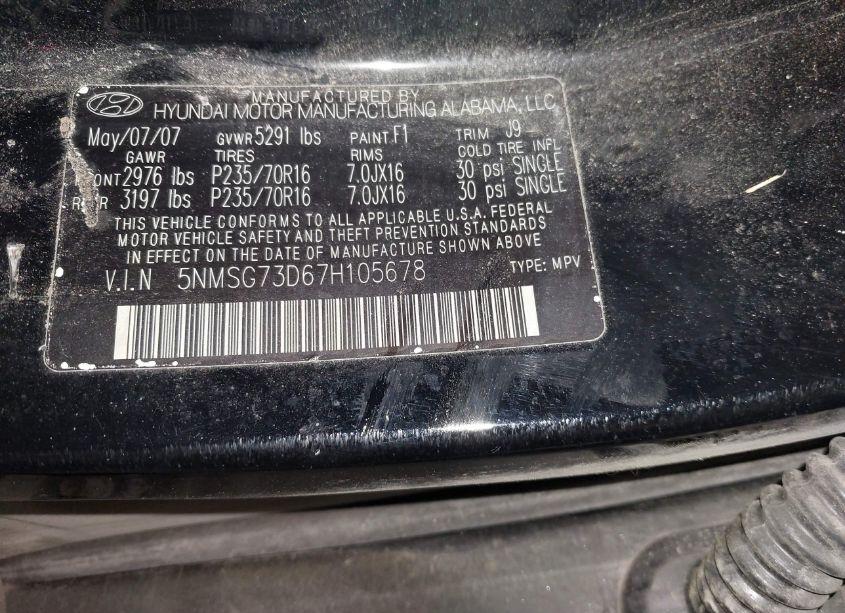 MANUFACTURED BY
HYUNDAI MOTOR MANUFACTURING ALABAMA, LLC
May/07/07 GVWR 5291 lbs PAINT F1 TRIM J9
GAWR TIRES RIMS COLD TIRE INFL
ONT 2976 lbs P235/70R16 7.0JX16 30 psi SINGLE
3197 lbs P235/70R16 7.0JX16 30 psi SINGLE
THIS VEHICLE CONFORMS TO ALL APPLICABLE U.S.A. FEDERAL
MOTOR VEHICLE SAFETY AND THEFT PREVENTION STANDARDS
IN EFFECT ON THE DATE OF MANUFACTURE SHOWN ABOVE
V.I.N 5NMSG73D67H105678 TYPE: MPV